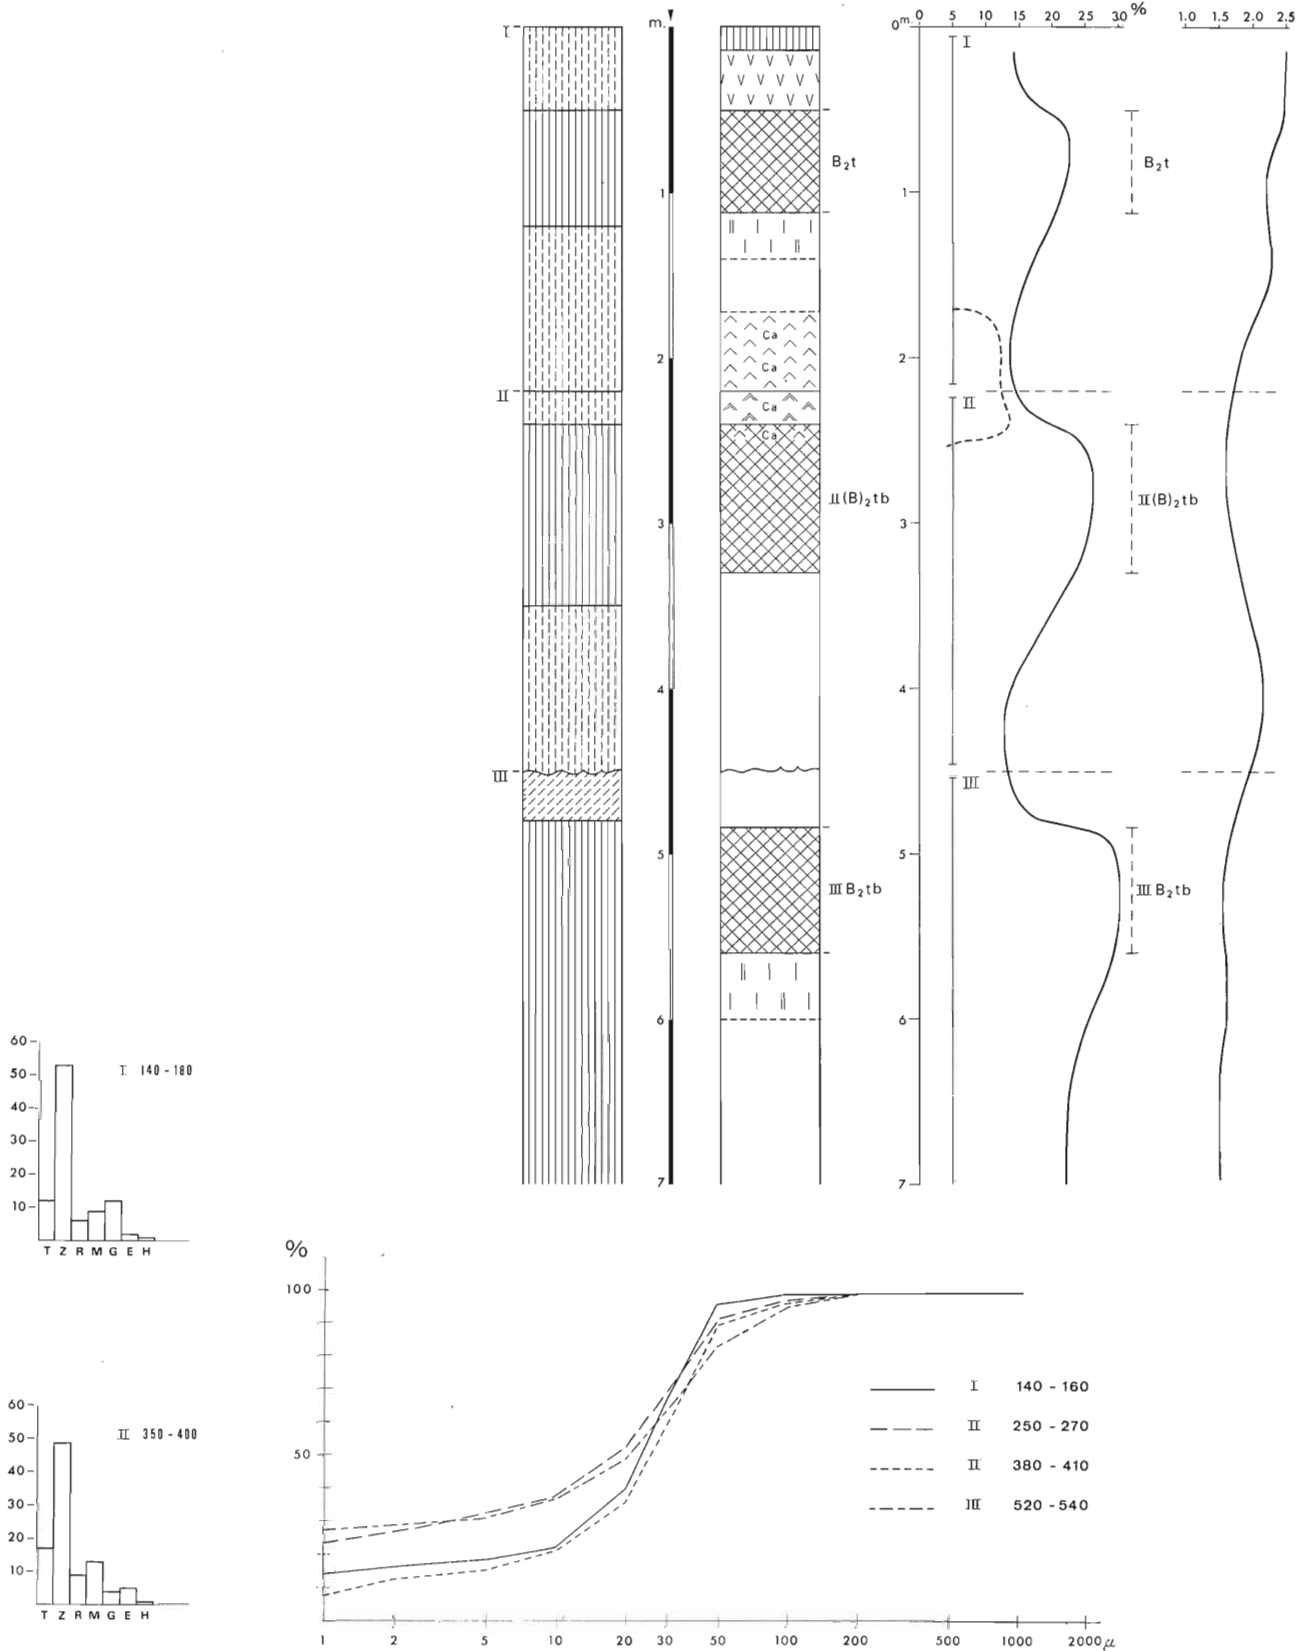 m.
0 5 10 15 20 25 30 %
1.0 1.5 2.0 2.5
0m.
I
I
B₂t
B₂t
1
1
Ca
2
2
Ca
II
Ca
II
Ca
II(B)₂tb
II(B)₂tb
3
3
4
4
III
III
5
5
III B₂tb
III B₂tb
6
6
7
7
60
50
40
30
20
10
I 140 - 180
T Z R M G E H
60
50
40
30
20
10
II 350 - 400
T Z R M G E H
%
100
50
I 140 - 160
II 250 - 270
II 380 - 410
III 520 - 540
1 2 5 10 20 30 50 100 200 500 1000 2000 μ